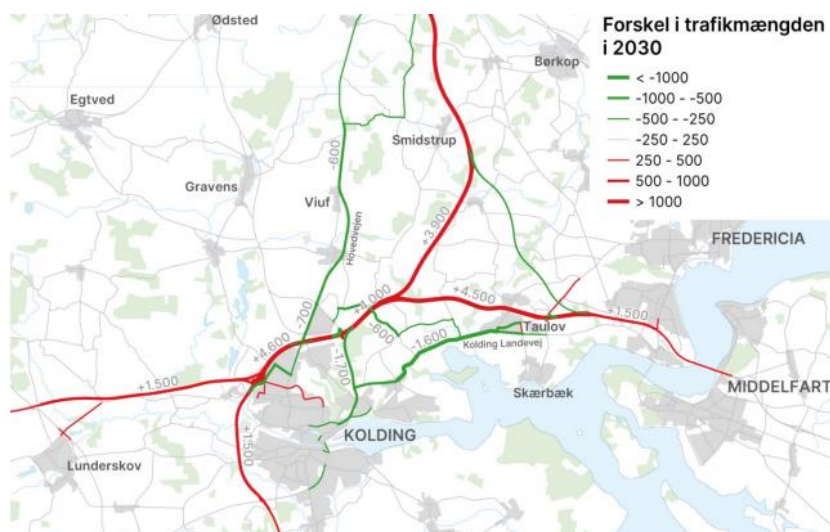 Forskel i trafikmængden
i 2030
< -1000
-1000 - -500
-500 - -250
-250 - 250
250 - 500
500 - 1000
> 1000
Ødsted
Børkop
Egtved
Smidstrup
-600
Gravens
Viuf
Hovedvejen
+3.900
FREDERICIA
+4.000
+4.500
-700
-600
+1.500
Taulov
+4.600
-1.700
-1.600
Kolding Landevej
+1.500
Skærbæk
MIDDELFART
+1.500
KOLDING
Lunderskov